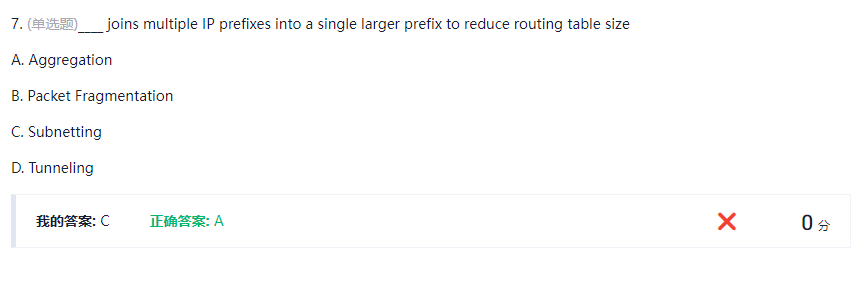 7. (单选题)____ joins multiple IP prefixes into a single larger prefix to reduce routing table size
A. Aggregation
B. Packet Fragmentation
C. Subnetting
D. Tunneling
我的答案: C 正确答案: A 0 分